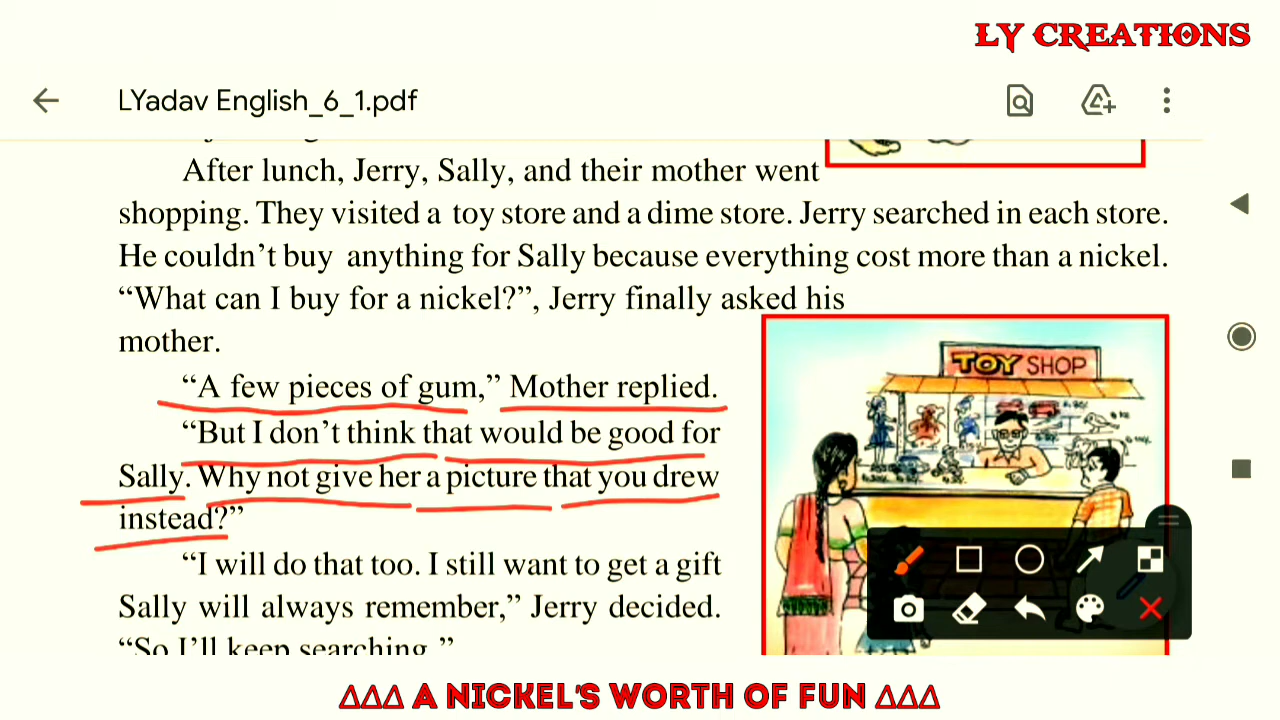 LY CREATIONS
LYadav English_6_1.pdf
After lunch, Jerry, Sally, and their mother went
shopping. They visited a toy store and a dime store. Jerry searched in each store.
He couldn't buy anything for Sally because everything cost more than a nickel.
“What can I buy for a nickel?”, Jerry finally asked his
mother.
TOY SHOP
“A few pieces of gum,” Mother replied.
“But I don’t think that would be good for
Sally. Why not give her a picture that you drew
instead?”
“I will do that too. I still want to get a gift
Sally will always remember,” Jerry decided.
“So I’ll keep searching.”
∆∆∆ A NICKEL'S WORTH OF FUN ∆∆∆